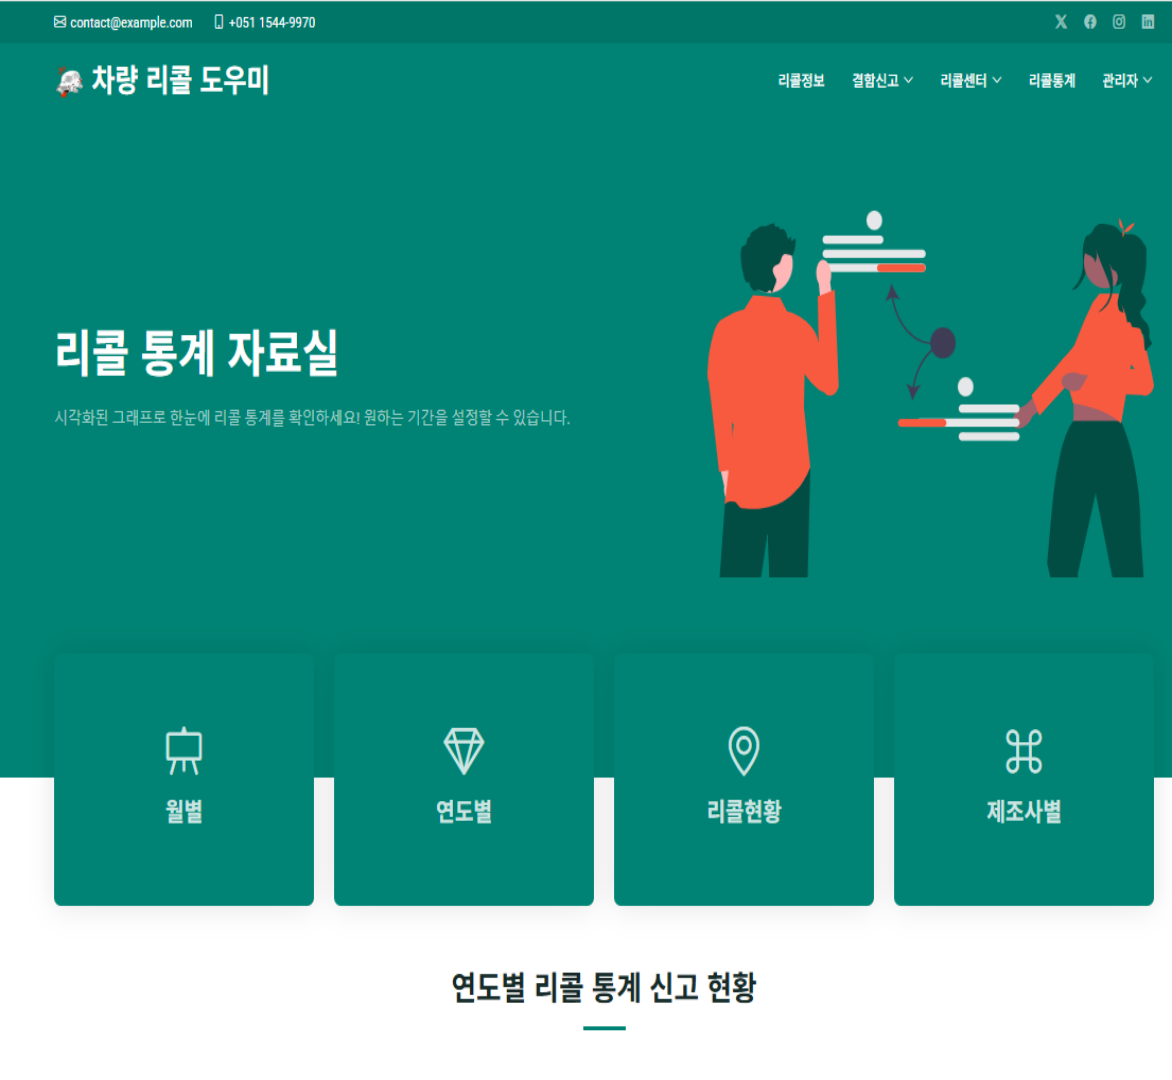 contact@example.com +051 1544-9970
차량 리콜 도우미
리콜정보 결함신고 리콜센터 리콜통계 관리자
리콜 통계 자료실
시각화된 그래프로 한눈에 리콜 통계를 확인하세요! 원하는 기간을 설정할 수 있습니다.
월별 연도별 리콜현황 제조사별
연도별 리콜 통계 신고 현황